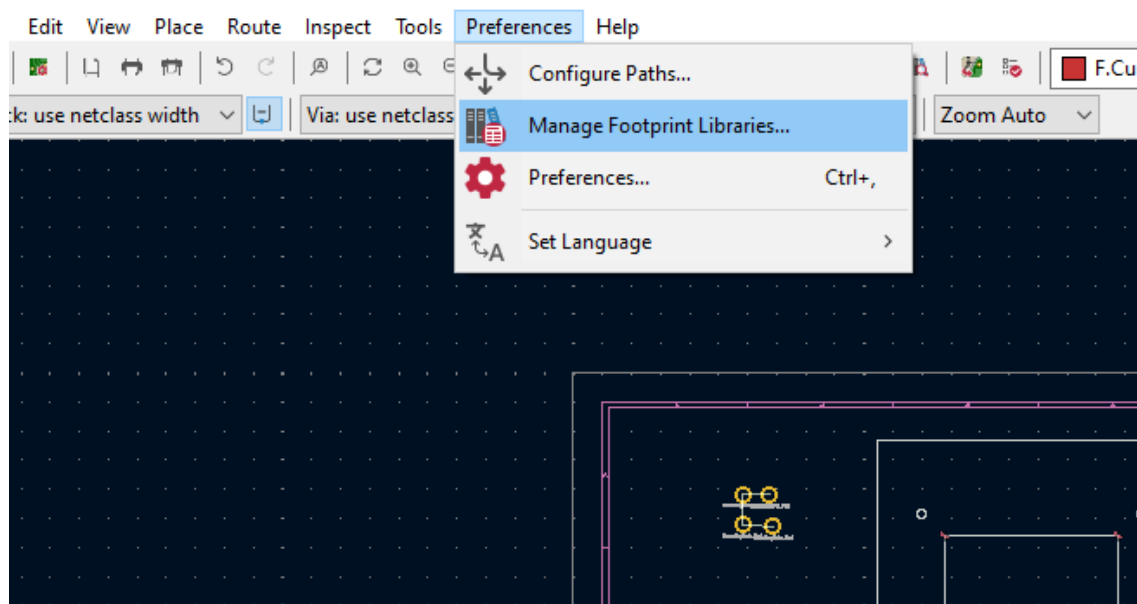 Edit View Place Route Inspect Tools Preferences Help
F.Cu
ck: use netclass width Via: use netclass Zoom Auto
Configure Paths...
Manage Footprint Libraries...
Preferences... Ctrl+,
Set Language